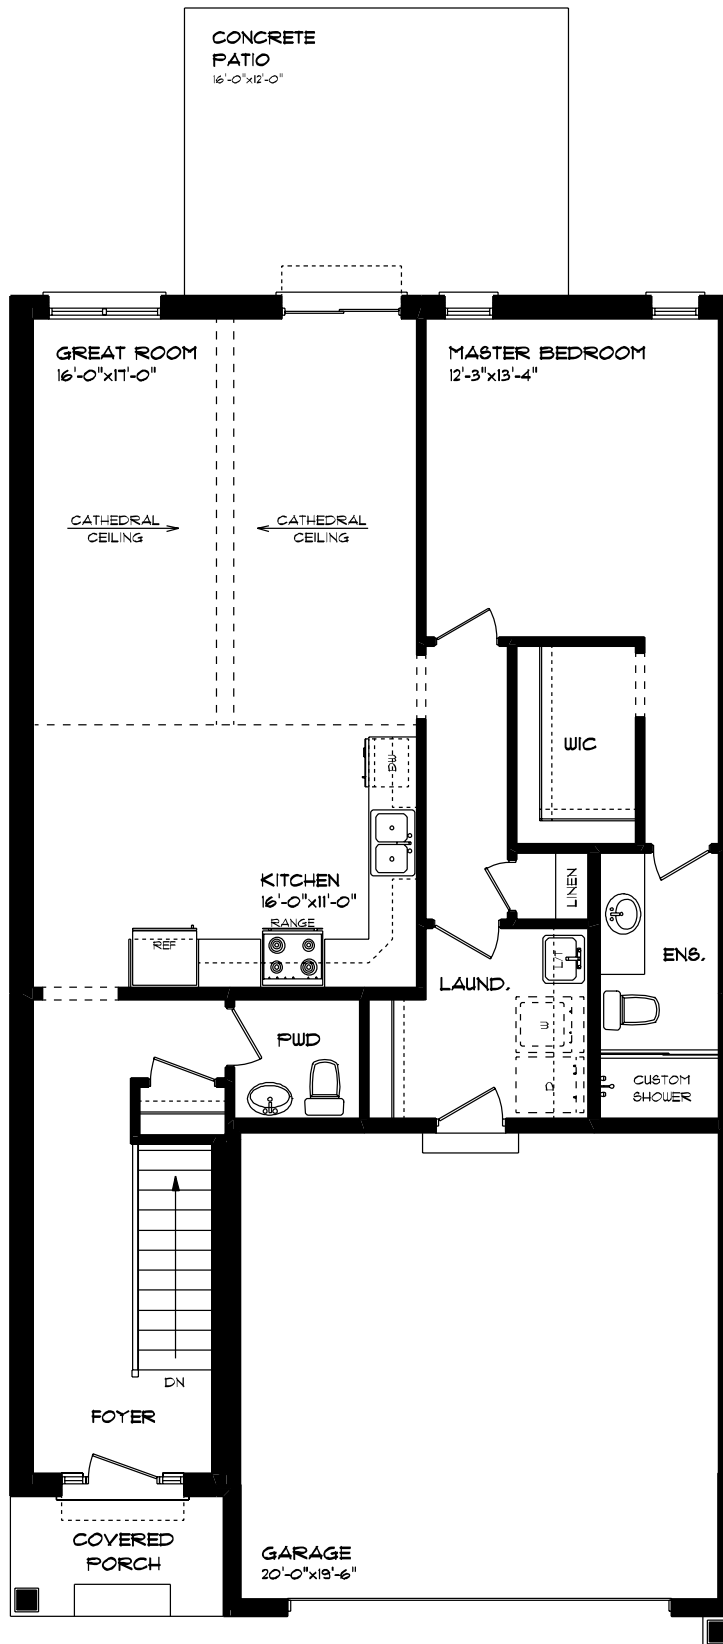 CONCRETE
PATIO
16'-0"x12'-0"
GREAT ROOM
16'-0"x17'-0"
MASTER BEDROOM
12'-3"x13'-4"
CATHEDRAL
CEILING
CATHEDRAL
CEILING
WIC
DW
KITCHEN
16'-0"x11'-0"
RANGE
REF
LINEN
ENS.
LAUND.
L/T
W
D
PWD
CUSTOM
SHOWER
DN
FOYER
COVERED
PORCH
GARAGE
20'-0"x19'-6"